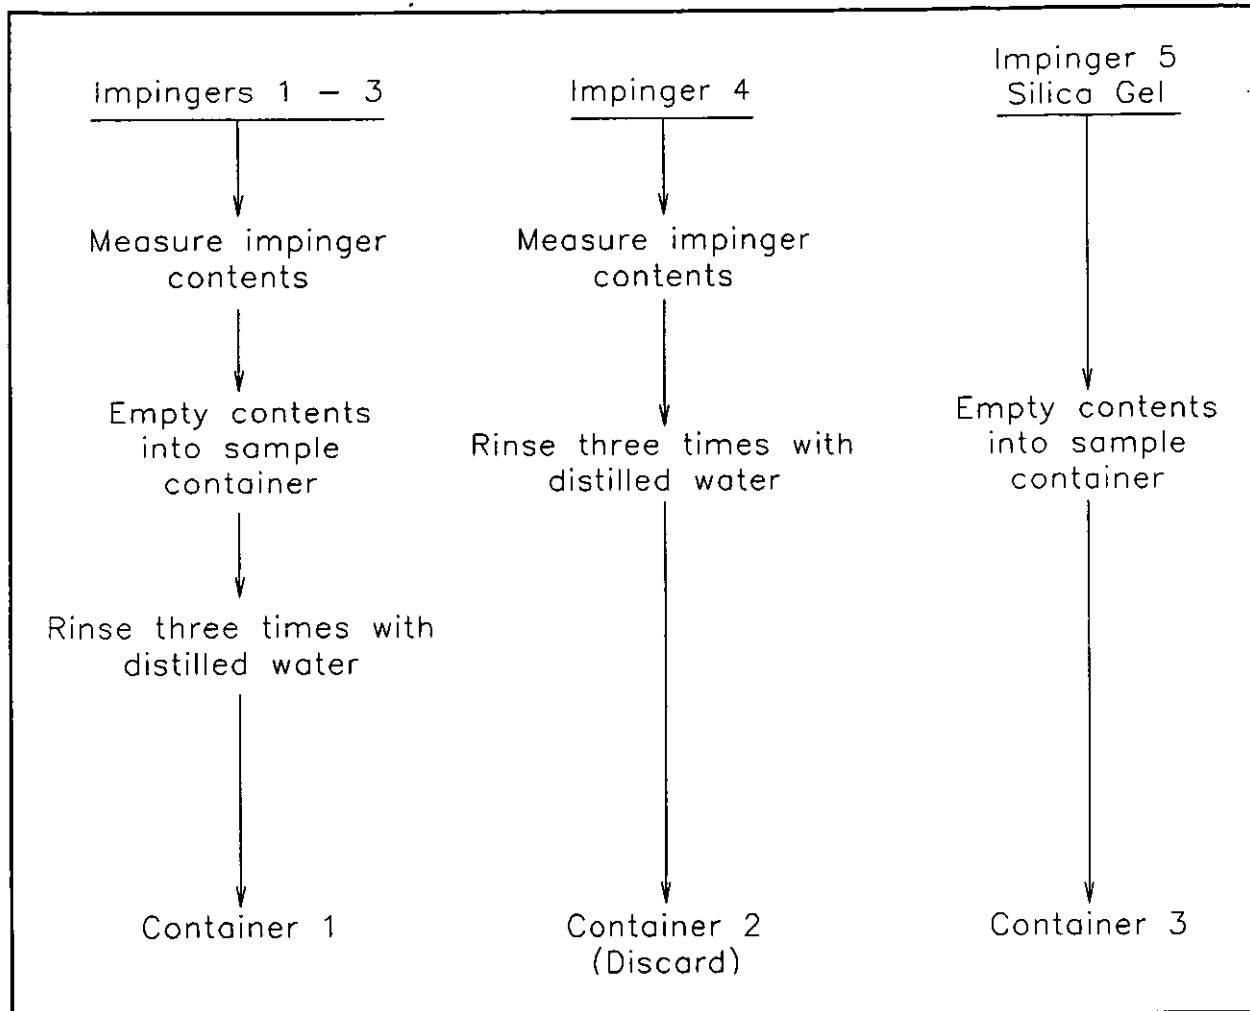 Impingers 1 – 3
Measure impinger
contents
Empty contents
into sample
container
Rinse three times with
distilled water
Container 1
Impinger 4
Measure impinger
contents
Rinse three times with
distilled water
Container 2
(Discard)
Impinger 5
Silica Gel
Empty contents
into sample
container
Container 3